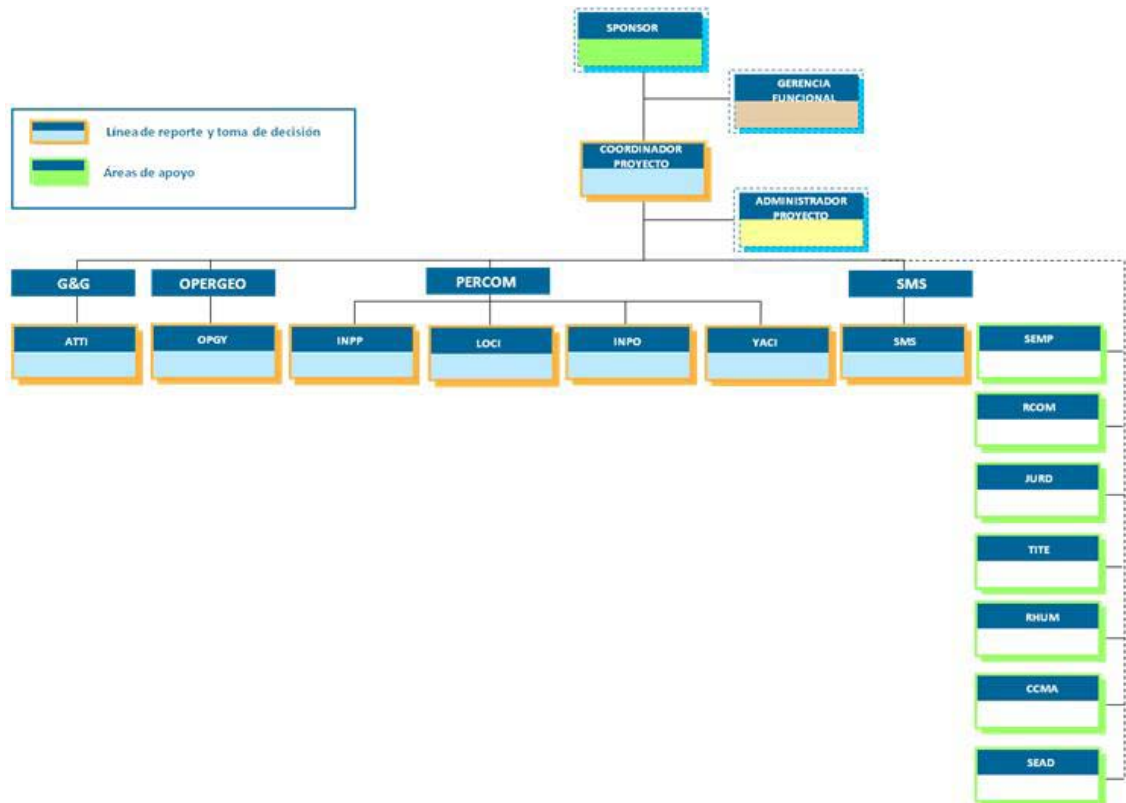 SPONSOR
GERENCIA
FUNCIONAL
Línea de reporte y toma de decisión
Áreas de apoyo
COORDINADOR
PROYECTO
ADMINISTRADOR
PROYECTO
G&G
OPERGEO
PERCOM
SMS
ATTI
OPGY
INPP
LOCI
INPO
YACI
SMS
SEMP
RCOM
JURD
TITE
RHUM
CCMA
SEAD